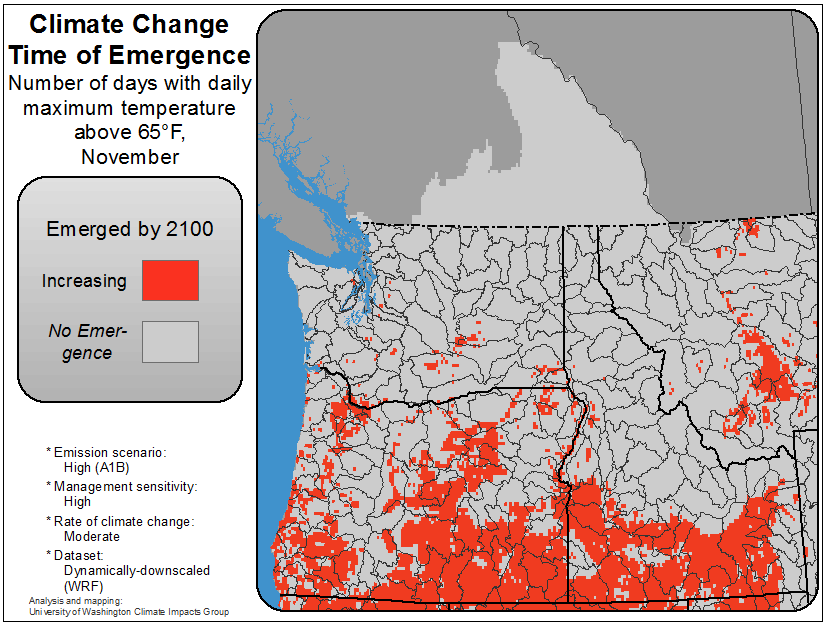 Climate Change
Time of Emergence
Number of days with daily
maximum temperature
above 65°F,
November
Emerged by 2100
Increasing
No Emer-
gence
* Emission scenario:
High (A1B)
* Management sensitivity:
High
* Rate of climate change:
Moderate
* Dataset:
Dynamically-downscaled
(WRF)
Analysis and mapping:
University of Washington Climate Impacts Group